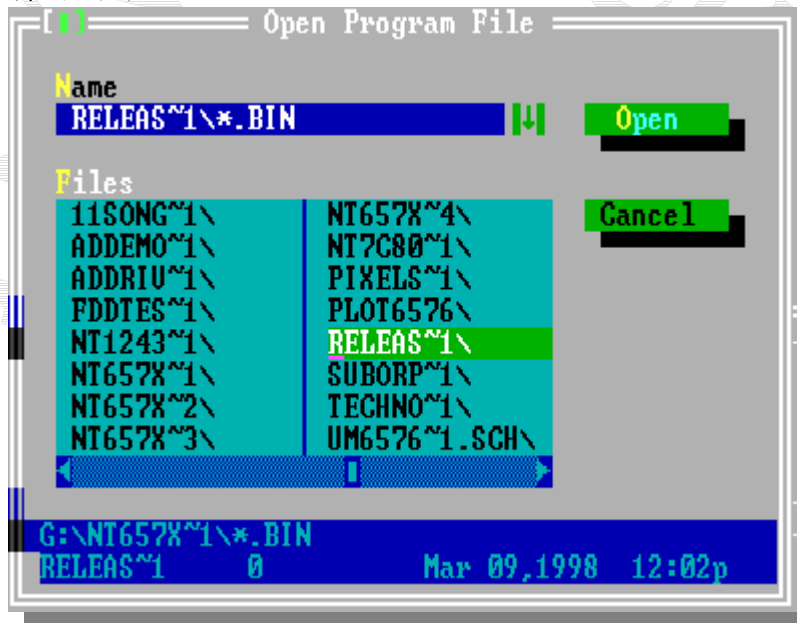 Open Program File
Name
RELEAS~1\*.BIN
Open
Files
11SONG~1\
ADDEMO~1\
ADDRIV~1\
FDDTES~1\
NT1243~1\
NT657X~1\
NT657X~2\
NT657X~3\
NT657X~4\
NT7C80~1\
PIXELS~1\
PLOT6576\
RELEAS~1\
SUBORP~1\
TECHNO~1\
UM6576~1.SCH\
Cancel
G:\NT657X~1\*.BIN
RELEAS~1 0 Mar 09,1998 12:02p